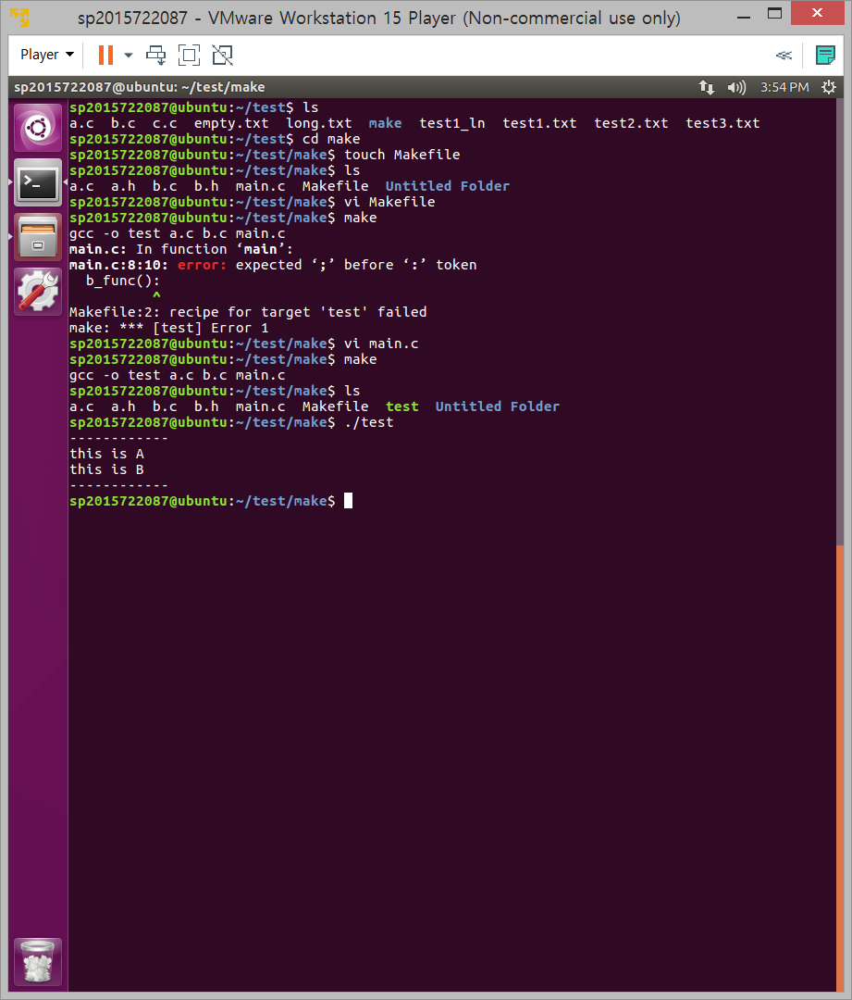 sp2015722087 - VMware Workstation 15 Player (Non-commercial use only)
Player
sp2015722087@ubuntu: ~/test/make
3:54 PM
sp2015722087@ubuntu:~/test$ ls
a.c  b.c  c.c  empty.txt  long.txt  make  test1_ln  test1.txt  test2.txt  test3.txt
sp2015722087@ubuntu:~/test$ cd make
sp2015722087@ubuntu:~/test/make$ touch Makefile
sp2015722087@ubuntu:~/test/make$ ls
a.c  a.h  b.c  b.h  main.c  Makefile  Untitled Folder
sp2015722087@ubuntu:~/test/make$ vi Makefile
sp2015722087@ubuntu:~/test/make$ make
gcc -o test a.c b.c main.c
main.c: In function ‘main’:
main.c:8:10: error: expected ‘;’ before ‘:’ token
  b_func():
          ^
Makefile:2: recipe for target 'test' failed
make: *** [test] Error 1
sp2015722087@ubuntu:~/test/make$ vi main.c
sp2015722087@ubuntu:~/test/make$ make
gcc -o test a.c b.c main.c
sp2015722087@ubuntu:~/test/make$ ls
a.c  a.h  b.c  b.h  main.c  Makefile  test  Untitled Folder
sp2015722087@ubuntu:~/test/make$ ./test
------------
this is A
this is B
------------
sp2015722087@ubuntu:~/test/make$